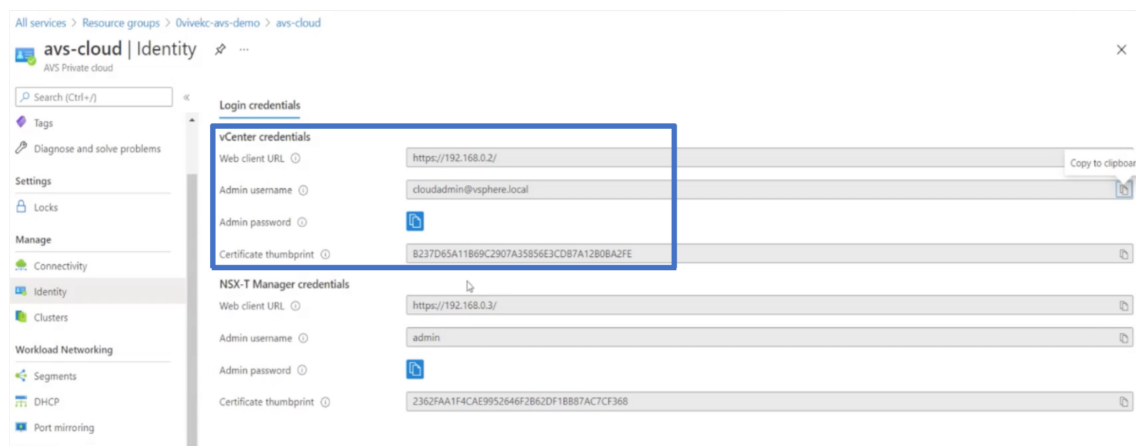 All services > Resource groups > 0vivekc-avs-demo > avs-cloud
avs-cloud | Identity ...
AVS Private cloud
Search (Ctrl+/)
Tags
Diagnose and solve problems
Settings
Locks
Manage
Connectivity
Identity
Clusters
Workload Networking
Segments
DHCP
Port mirroring
Login credentials
vCenter credentials
Web client URL https://192.168.0.2/
Copy to clipboar
Admin username cloudadmin@vsphere.local
Admin password
Certificate thumbprint B237D65A11B69C2907A35856E3CDB7A12B0BA2FE
NSX-T Manager credentials
Web client URL https://192.168.0.3/
Admin username admin
Admin password
Certificate thumbprint 2362FAA1F4CAE9952646F2B62DF1BB87AC7CF368